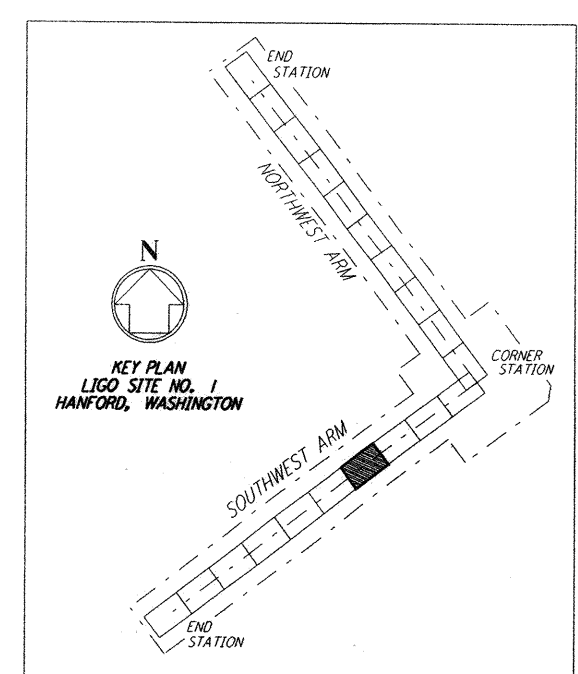 END
STATION
NORTHWEST ARM
N
KEY PLAN
LIGO SITE NO. 1
HANFORD, WASHINGTON
CORNER
STATION
SOUTHWEST ARM
END
STATION